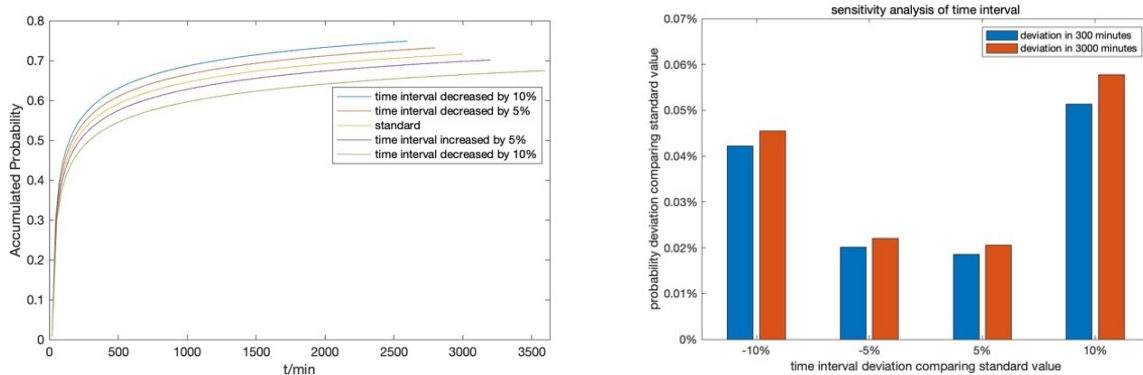 0.8
0.7
0.6
0.5
0.4
0.3
0.2
0.1
0
Accumulated Probability
time interval decreased by 10%
time interval decreased by 5%
standard
time interval increased by 5%
time interval decreased by 10%
0 500 1000 1500 2000 2500 3000 3500
t/min
sensitivity analysis of time interval
0.07%
0.06%
0.05%
0.04%
0.03%
0.02%
0.01%
0%
probability deviation comparing standard value
deviation in 300 minutes
deviation in 3000 minutes
-10% -5% 5% 10%
time interval deviation comparing standard value